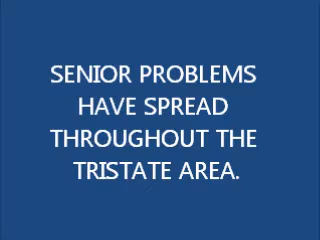 SENIOR PROBLEMS
HAVE SPREAD
THROUGHOUT THE
TRISTATE AREA.